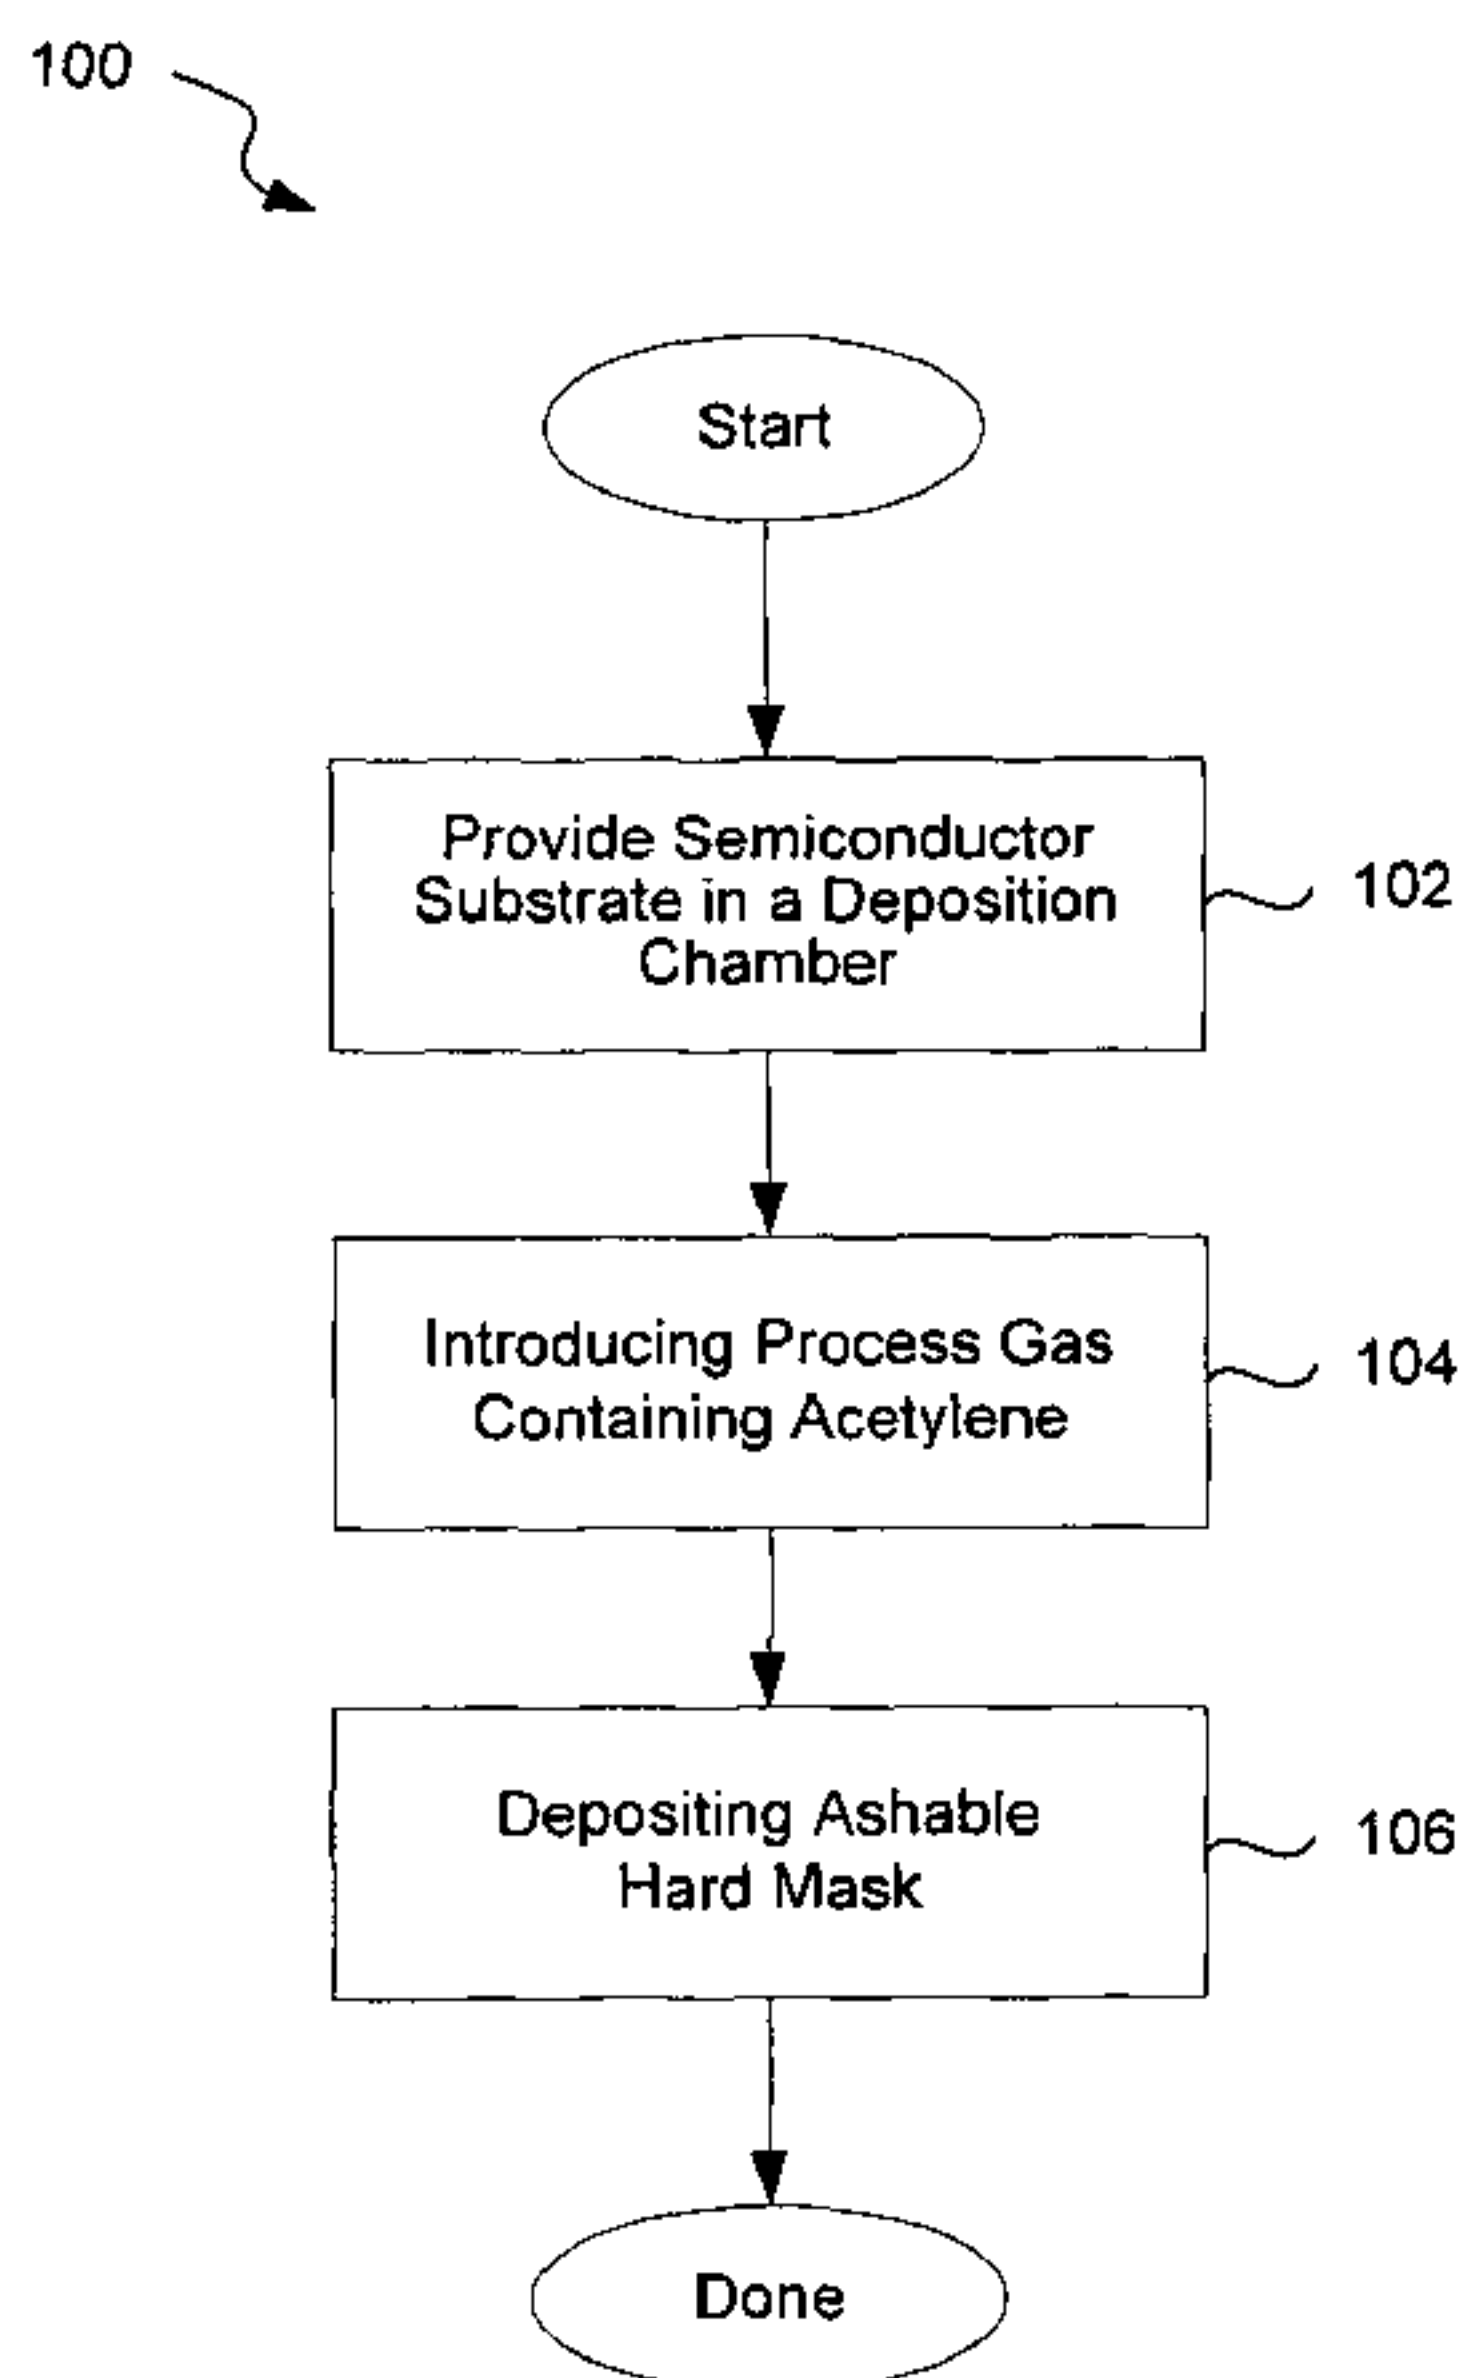 100
Start
Provide Semiconductor
Substrate in a Deposition
Chamber
102
Introducing Process Gas
Containing Acetylene
104
Depositing Ashable
Hard Mask
106
Done